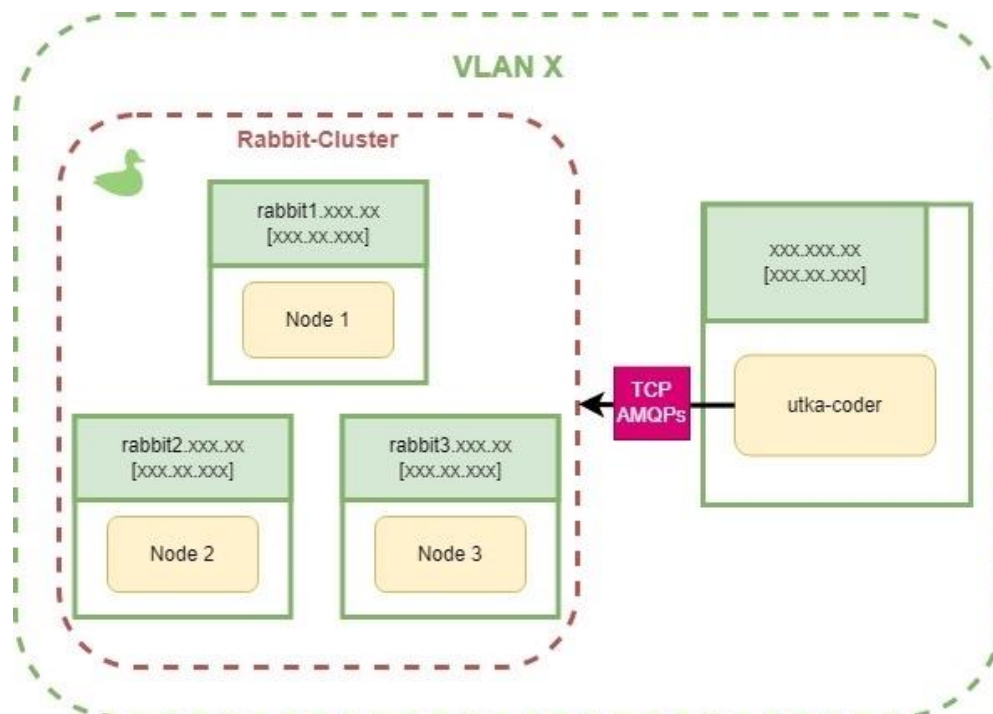 VLAN X
Rabbit-Cluster
rabbit1.xxx.xx
[xxx.xx.xxx]
Node 1
rabbit2.xxx.xx
[xxx.xx.xxx]
Node 2
rabbit3.xxx.xx
[xxx.xx.xxx]
Node 3
TCP
AMQPs
xxx.xxx.xx
[xxx.xx.xxx]
utka-coder